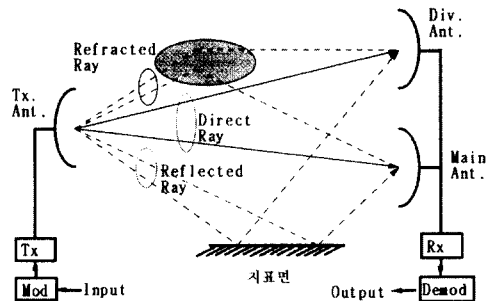 Div.
Ant.
Refracted
Ray
Tx.
Ant.
Direct
Ray
Reflected
Ray
Main
Ant.
Tx
Rx
지표면
Mod
Input
Output
Demod